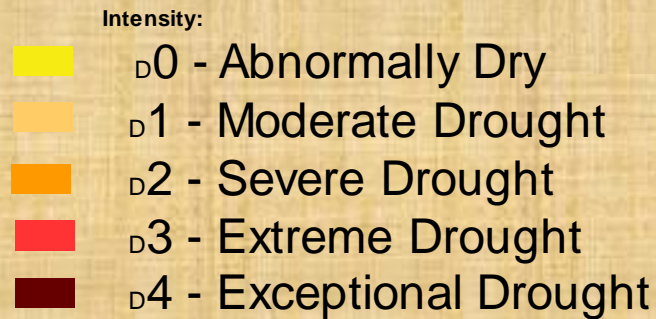 Intensity:
D0 - Abnormally Dry
D1 - Moderate Drought
D2 - Severe Drought
D3 - Extreme Drought
D4 - Exceptional Drought